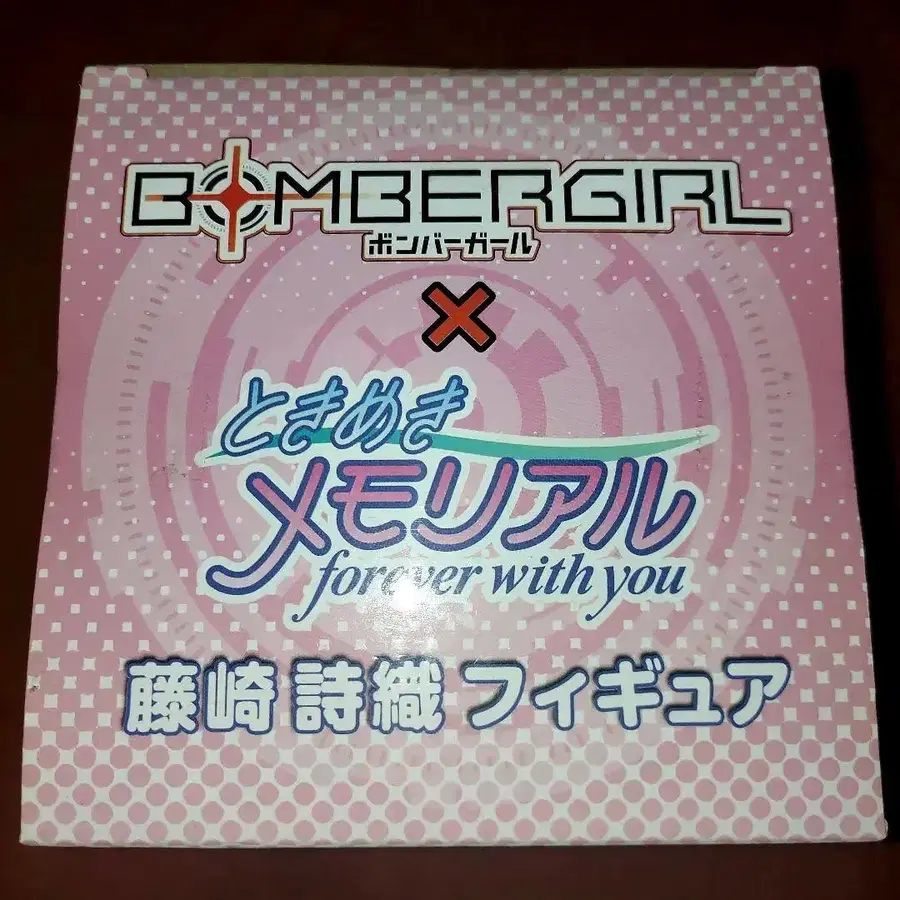 BOMBERGIRL
ボンバーガール
×
ときめき
メモリアル
forever with you
藤崎 詩織 フィギュア